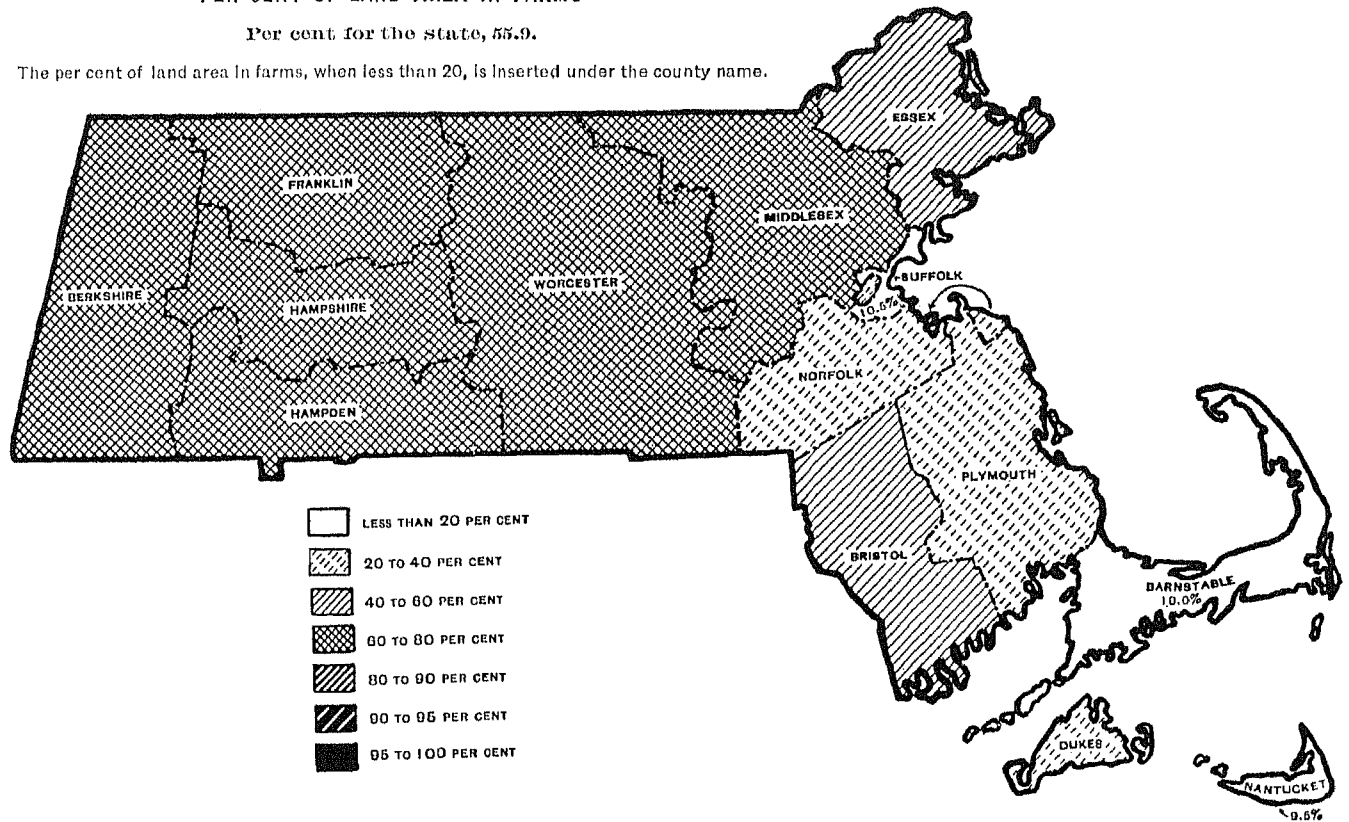 Per cent for the state, 55.9.
The per cent of land area in farms, when less than 20, is inserted under the county name.
ESSEX
FRANKLIN
MIDDLESEX
SUFFOLK
BERKSHIRE
WORCESTER
HAMPSHIRE
NORFOLK
HAMPDEN
PLYMOUTH
LESS THAN 20 PER CENT
20 TO 40 PER CENT
BRISTOL
BARNSTABLE
40 TO 60 PER CENT
60 TO 80 PER CENT
80 TO 90 PER CENT
90 TO 95 PER CENT
95 TO 100 PER CENT
DUKES
NANTUCKET